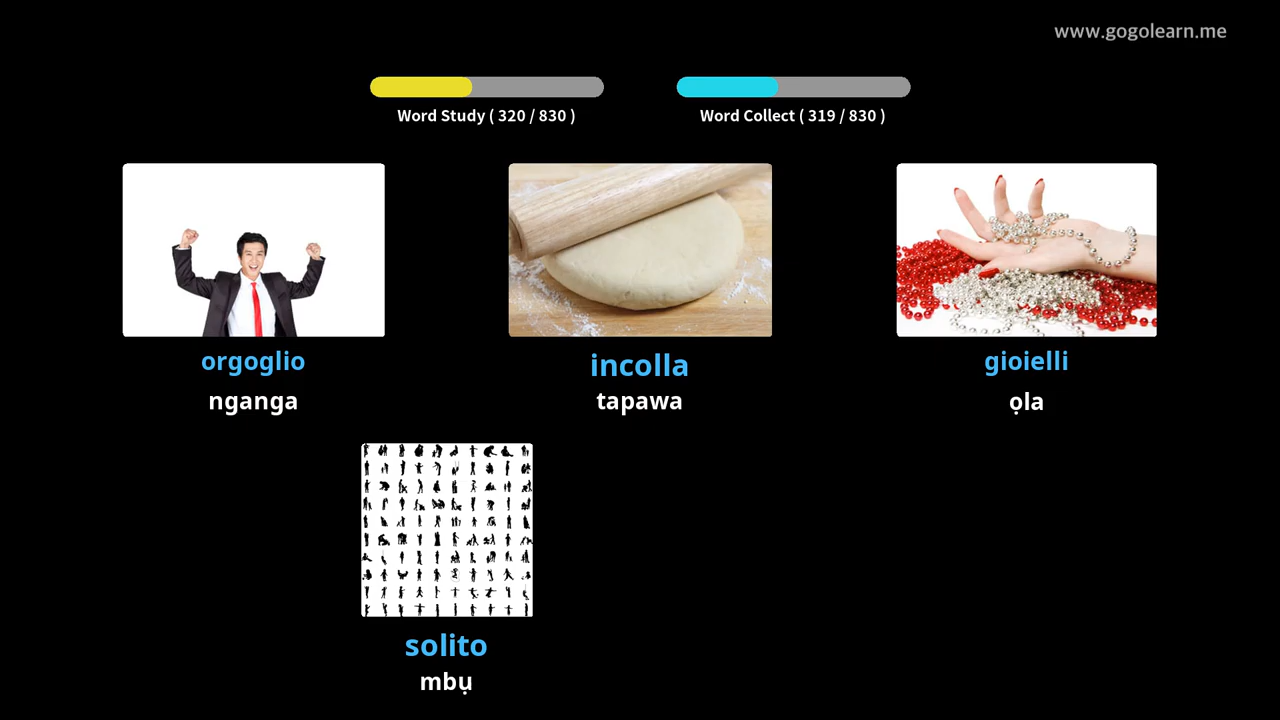 www.gogolearn.me
Word Study ( 320 / 830 )
Word Collect ( 319 / 830 )
orgoglio
nganga
incolla
tapawa
gioielli
ọla
solito
mbụ